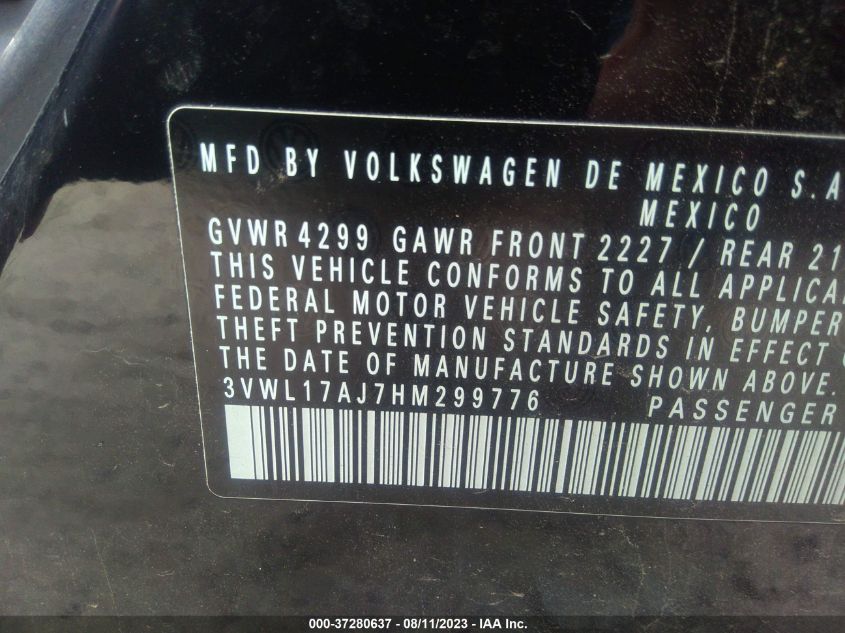 MFD BY VOLKSWAGEN DE MEXICO S.A
MEXICO
GVWR 4299 GAWR FRONT 2227 / REAR 21
THIS VEHICLE CONFORMS TO ALL APPLICA
FEDERAL MOTOR VEHICLE SAFETY, BUMPER
THEFT PREVENTION STANDARDS IN EFFECT O
THE DATE OF MANUFACTURE SHOWN ABOVE.
3VWL17AJ7HM299776 PASSENGER
000-37280637 - 08/11/2023 - IAA Inc.